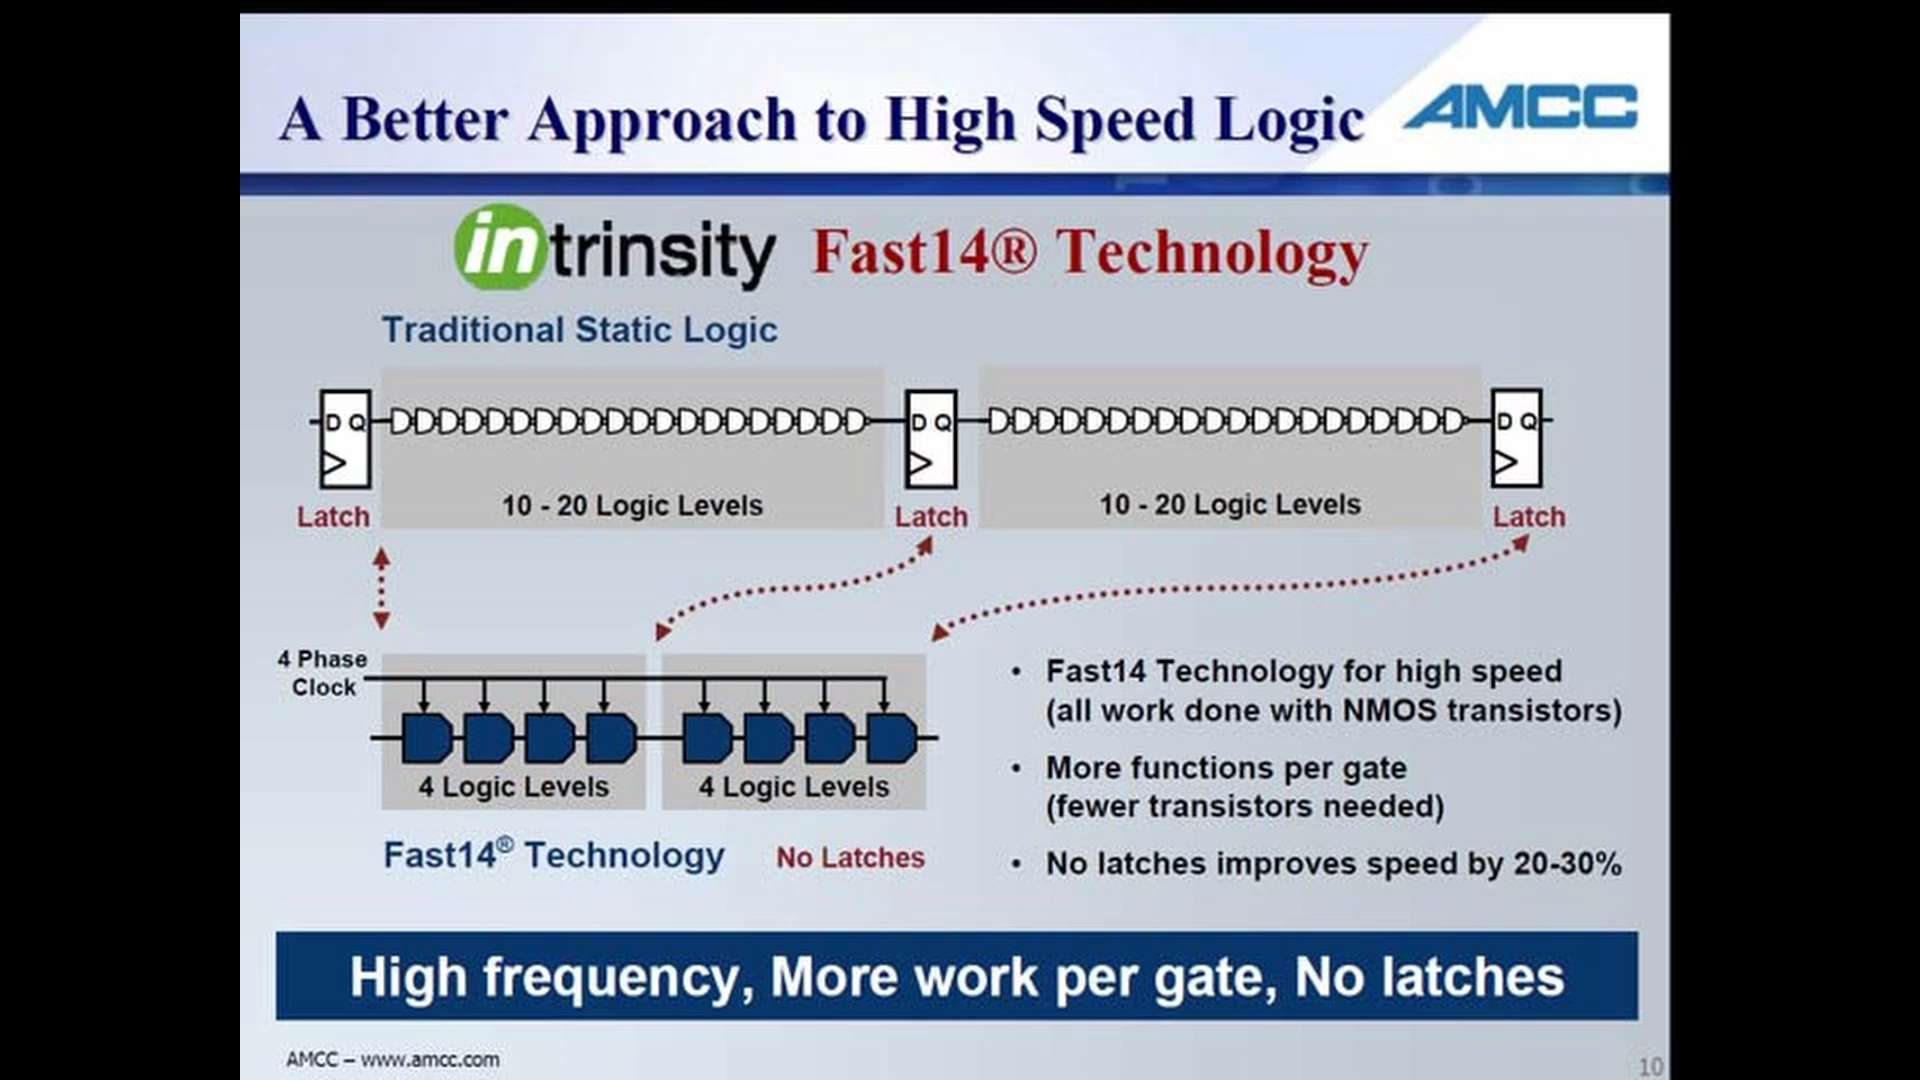 A Better Approach to High Speed Logic
AMCC
intrinsity Fast14® Technology
Traditional Static Logic
D Q D Q D Q
10 - 20 Logic Levels 10 - 20 Logic Levels
Latch Latch Latch
4 Phase
Clock
4 Logic Levels 4 Logic Levels
Fast14® Technology No Latches
• Fast14 Technology for high speed
(all work done with NMOS transistors)
• More functions per gate
(fewer transistors needed)
• No latches improves speed by 20-30%
High frequency, More work per gate, No latches
AMCC – www.amcc.com
10